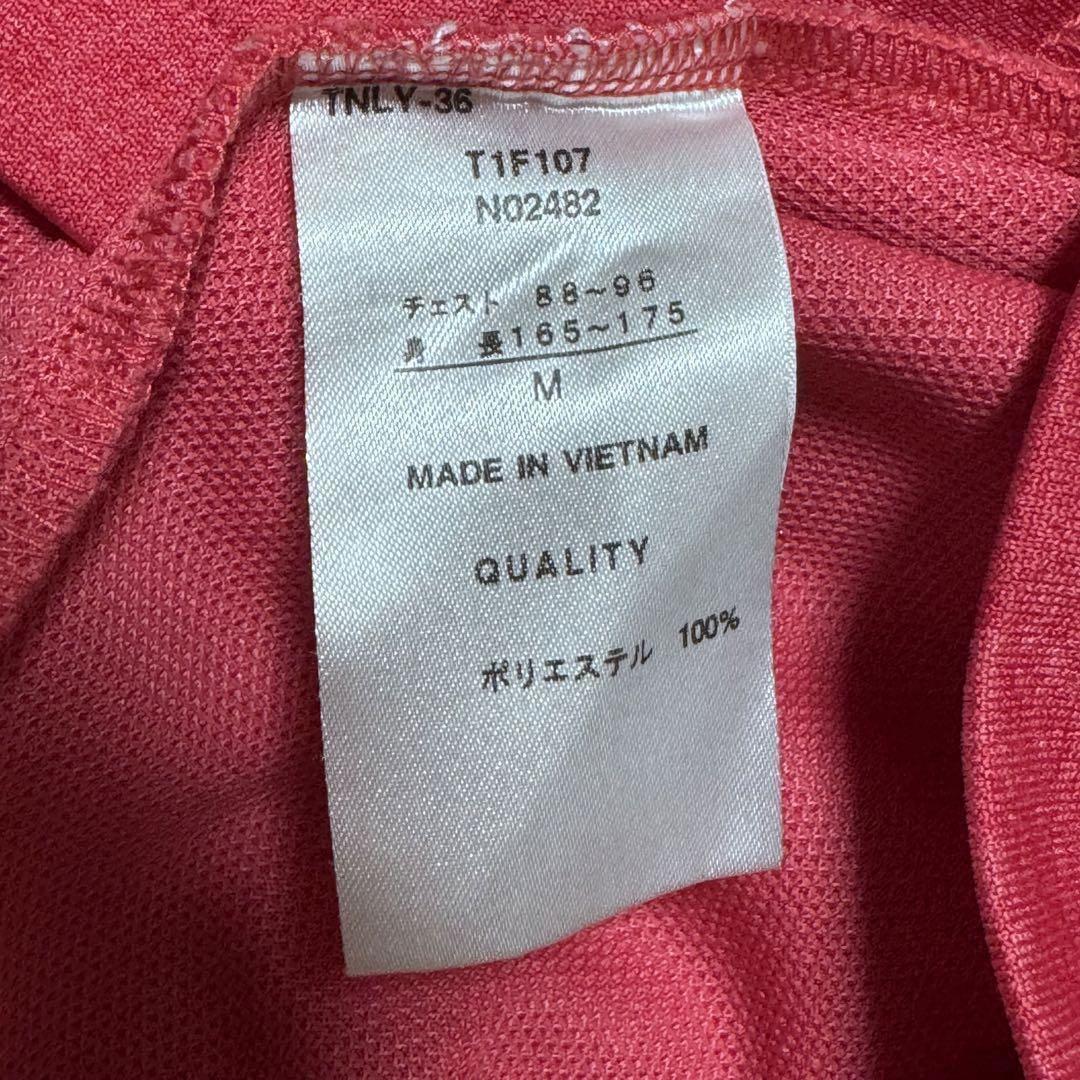 TNLY-36
T1F107
N02482
チェスト 88~96
身 長165~175
M
MADE IN VIETNAM
QUALITY
ポリエステル 100%